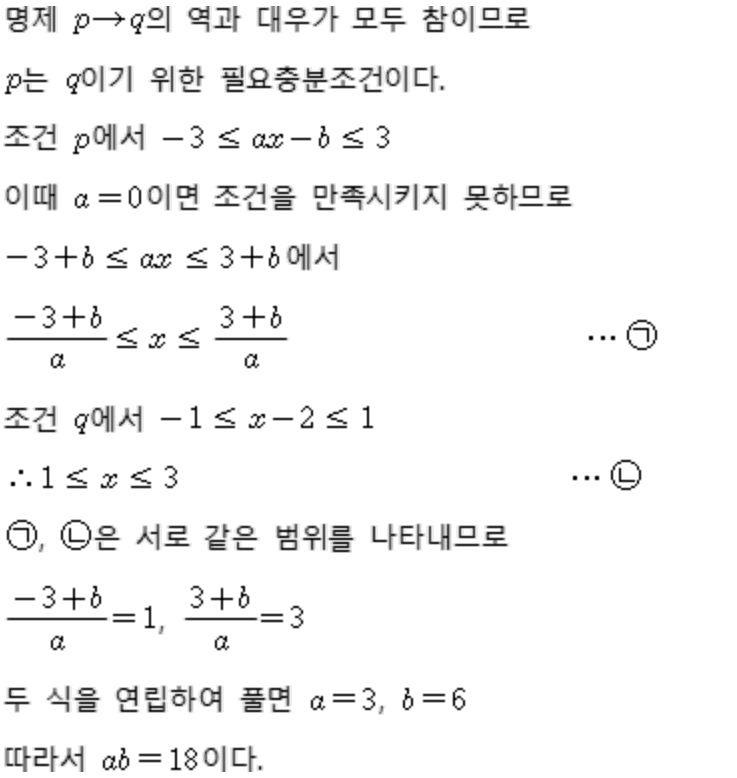 명제 p→q의 역과 대우가 모두 참이므로
p는 q이기 위한 필요충분조건이다.
조건 p에서 −3 ≤ ax−b ≤ 3
이때 a=0이면 조건을 만족시키지 못하므로
−3+b ≤ ax ≤ 3+b에서
(−3+b)/a ≤ x ≤ (3+b)/a ⋯ ㉠
조건 q에서 −1 ≤ x−2 ≤ 1
∴ 1 ≤ x ≤ 3 ⋯ ㉡
㉠, ㉡은 서로 같은 범위를 나타내므로
(−3+b)/a=1, (3+b)/a=3
두 식을 연립하여 풀면 a=3, b=6
따라서 ab=18이다.